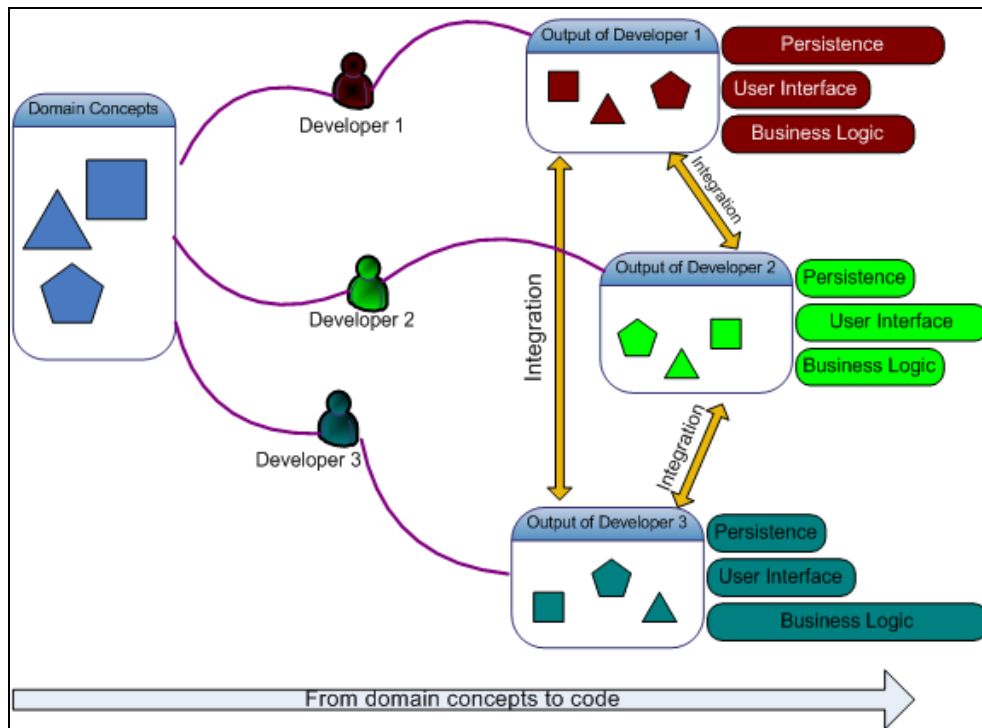 Domain Concepts
Developer 1
Output of Developer 1
Persistence
User Interface
Business Logic
Integration
Integration
Developer 2
Output of Developer 2
Persistence
User Interface
Business Logic
Integration
Developer 3
Output of Developer 3
Persistence
User Interface
Business Logic
From domain concepts to code